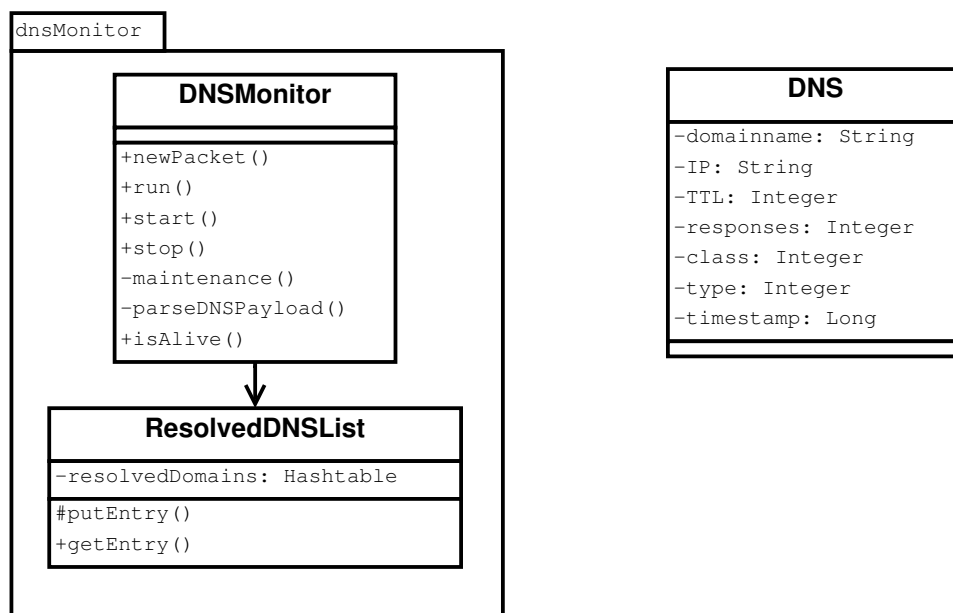 dnsMonitor
DNSMonitor
+newPacket()
+run()
+start()
+stop()
-maintenance()
-parseDNSPayload()
+isAlive()
ResolvedDNSList
-resolvedDomains: Hashtable
#putEntry()
+getEntry()
DNS
-domainname: String
-IP: String
-TTL: Integer
-responses: Integer
-class: Integer
-type: Integer
-timestamp: Long